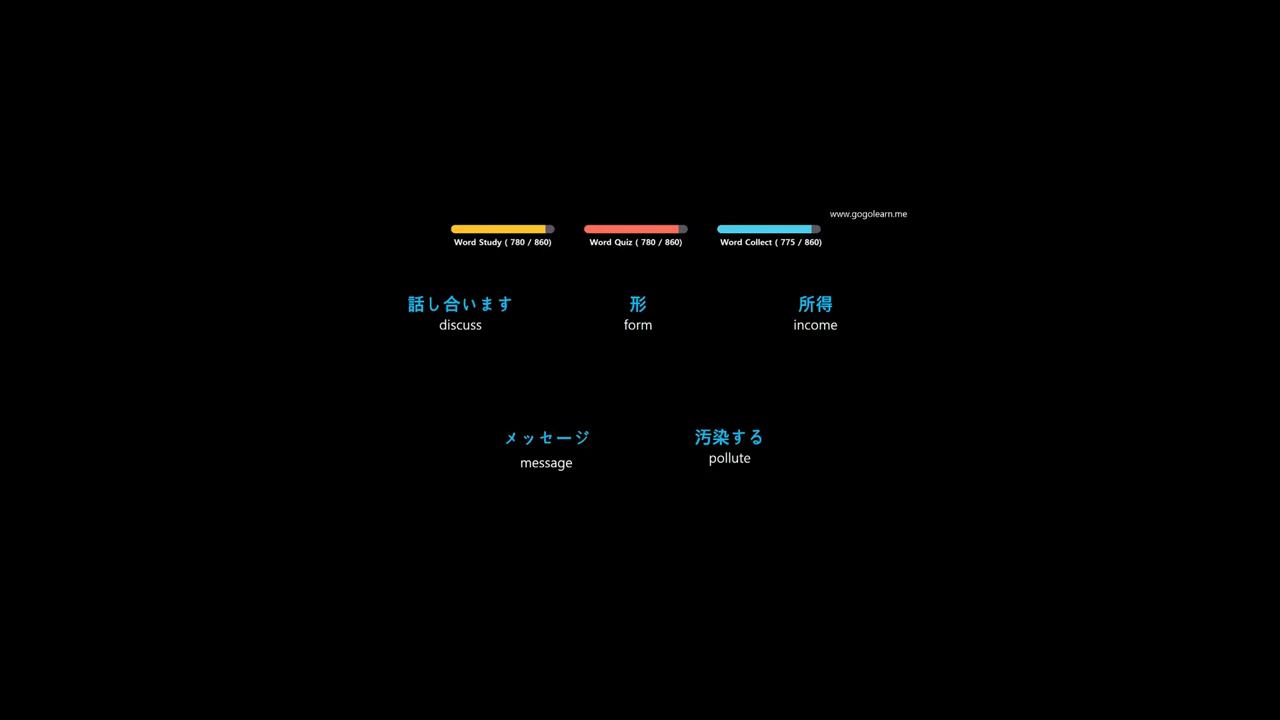 www.gogolearn.me
Word Study ( 780 / 860)
Word Quiz ( 780 / 860)
Word Collect ( 775 / 860)
話し合います
discuss
形
form
所得
income
メッセージ
message
汚染する
pollute